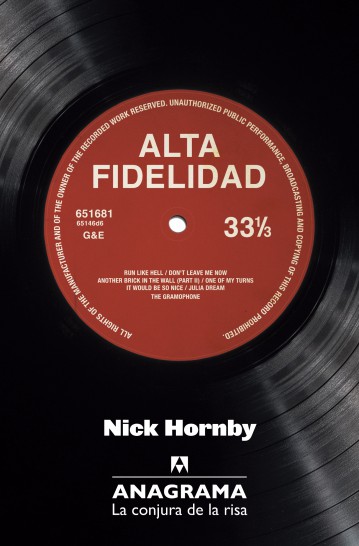 ALL RIGHTS OF THE MANUFACTURER AND OF THE OWNER OF THE RECORDED WORK RESERVED. UNAUTHORIZED PUBLIC PERFORMANCE, BROADCASTING AND COPYING OF THIS RECORD PROHIBITED.
ALTA
FIDELIDAD
651681
65146d6
G&E
33⅓
RUN LIKE HELL / DON'T LEAVE ME NOW
ANOTHER BRICK IN THE WALL (PART II) / ONE OF MY TURNS
IT WOULD BE SO NICE / JULIA DREAM
THE GRAMOPHONE
Nick Hornby
ANAGRAMA
La conjura de la risa